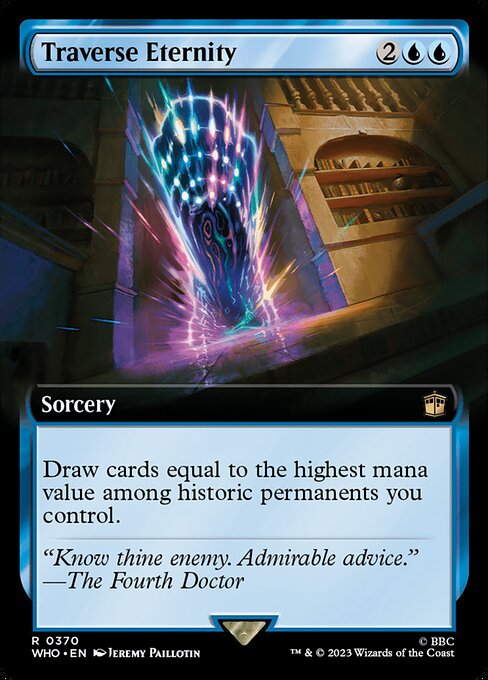 Traverse Eternity 2
Sorcery
Draw cards equal to the highest mana
value among historic permanents you
control.
“Know thine enemy. Admirable advice.”
—The Fourth Doctor
R 0370
WHO • EN Jeremy Paillotin
© BBC
™ & © 2023 Wizards of the Coast